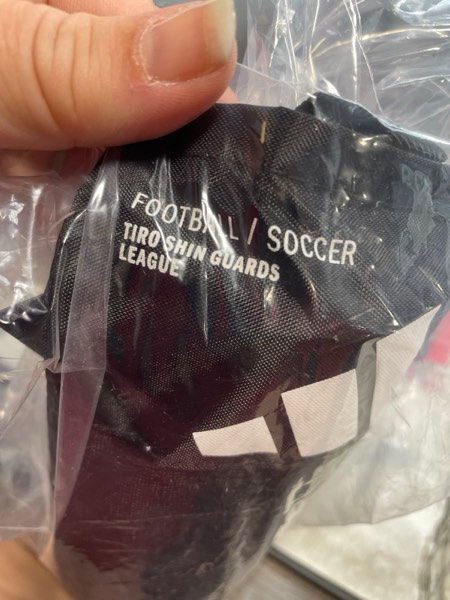 FOOTBALL / SOCCER
TIRO SHIN GUARDS
LEAGUE